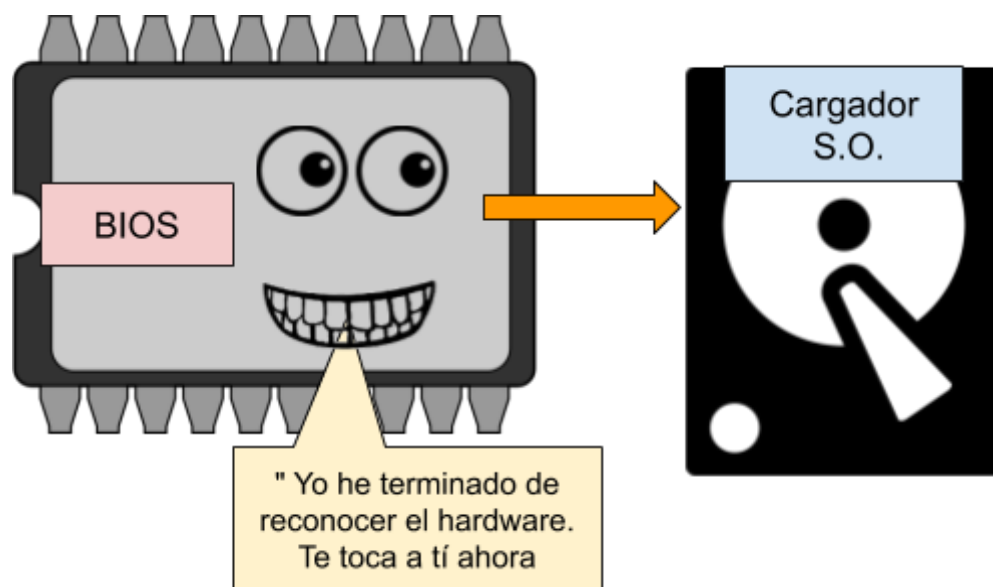 BIOS
Cargador
S.O.
" Yo he terminado de
reconocer el hardware.
Te toca a tí ahora